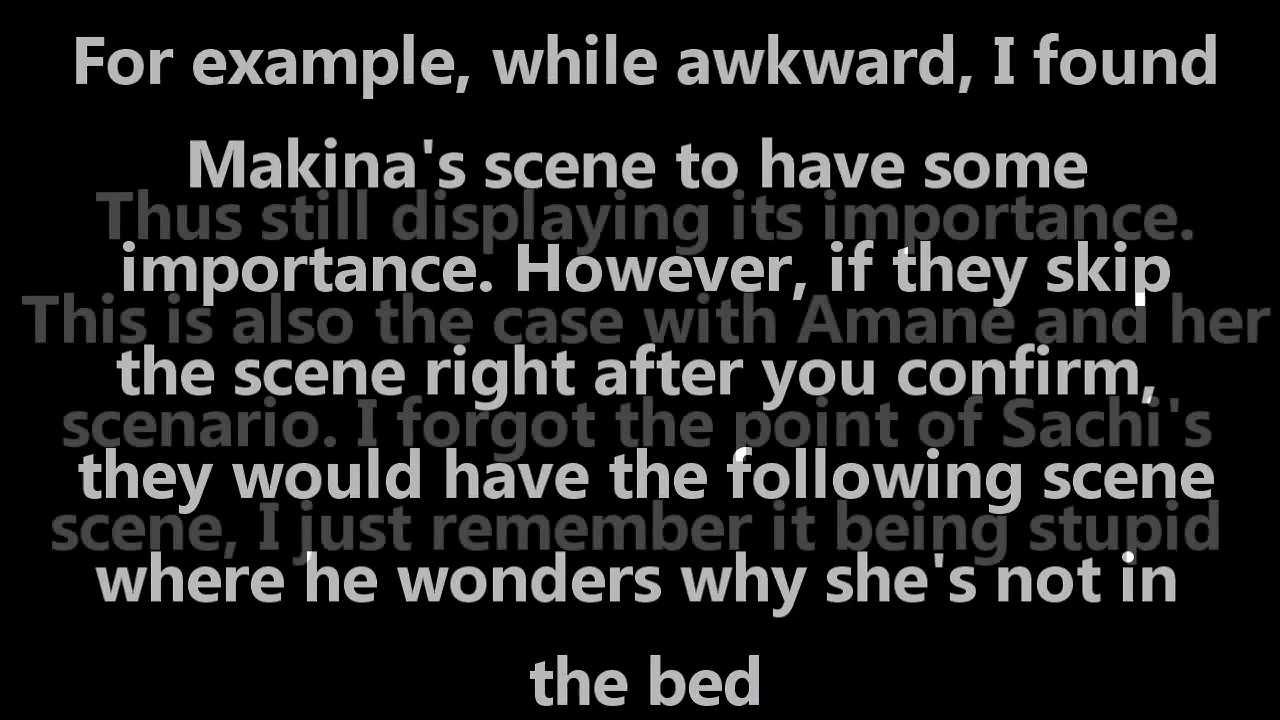 For example, while awkward, I found
Makina's scene to have some
Thus still displaying its importance.
importance. However, if they skip
This is also the case with Amane and her
the scene right after you confirm,
scenario. I forgot the point of Sachi's
they would have the following scene
scene, I just remember it being stupid
where he wonders why she's not in
the bed